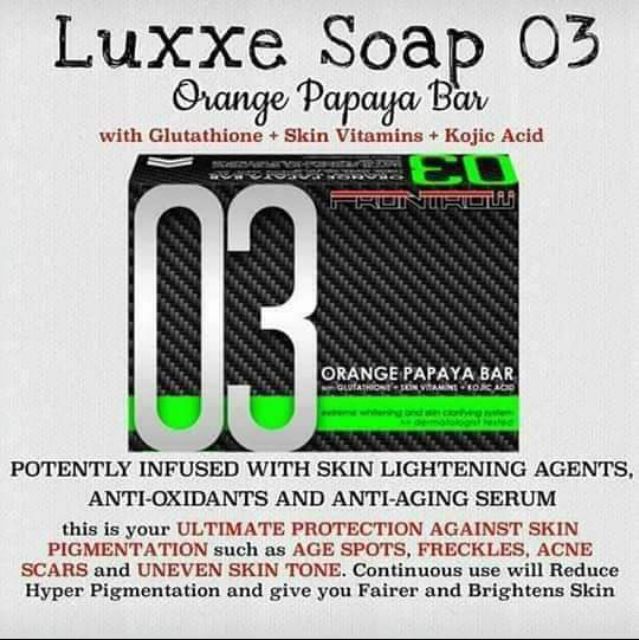 Luxxe Soap 03
Orange Papaya Bar
with Glutathione + Skin Vitamins + Kojic Acid
03
FRONTROW
03
ORANGE PAPAYA BAR
with GLUTATHIONE + SKIN VITAMINS + KOJIC ACID
extreme whitening and skin clarifying system
dermatologist tested
POTENTLY INFUSED WITH SKIN LIGHTENING AGENTS,
ANTI-OXIDANTS AND ANTI-AGING SERUM
this is your ULTIMATE PROTECTION AGAINST SKIN
PIGMENTATION such as AGE SPOTS, FRECKLES, ACNE
SCARS and UNEVEN SKIN TONE. Continuous use will Reduce
Hyper Pigmentation and give you Fairer and Brightens Skin